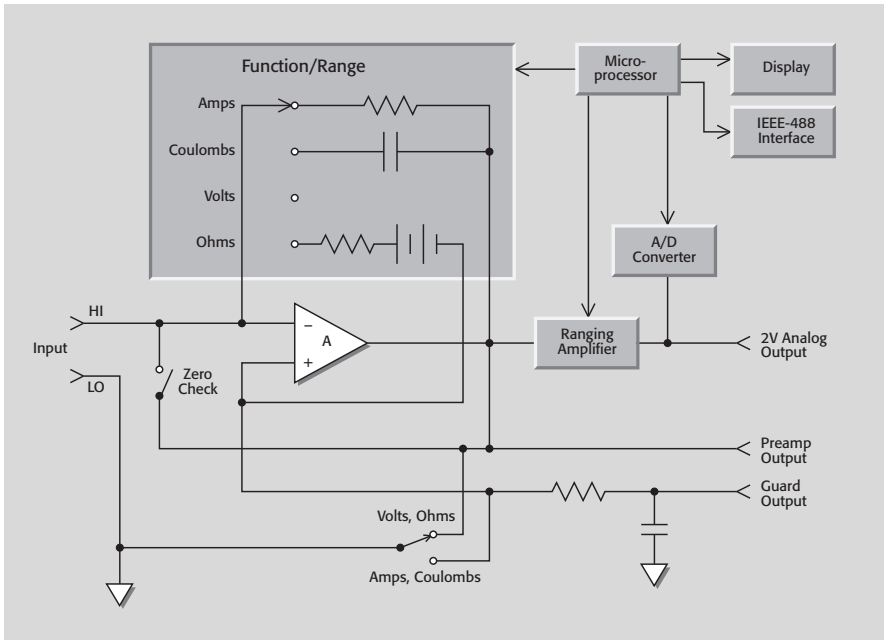 Function/Range
Micro-
processor
Display
Amps
IEEE-488
Interface
Coulombs
Volts
Ohms
A/D
Converter
HI
Input
LO
−
A
+
Ranging
Amplifier
2V Analog
Output
Zero
Check
Preamp
Output
Guard
Output
Volts, Ohms
Amps, Coulombs